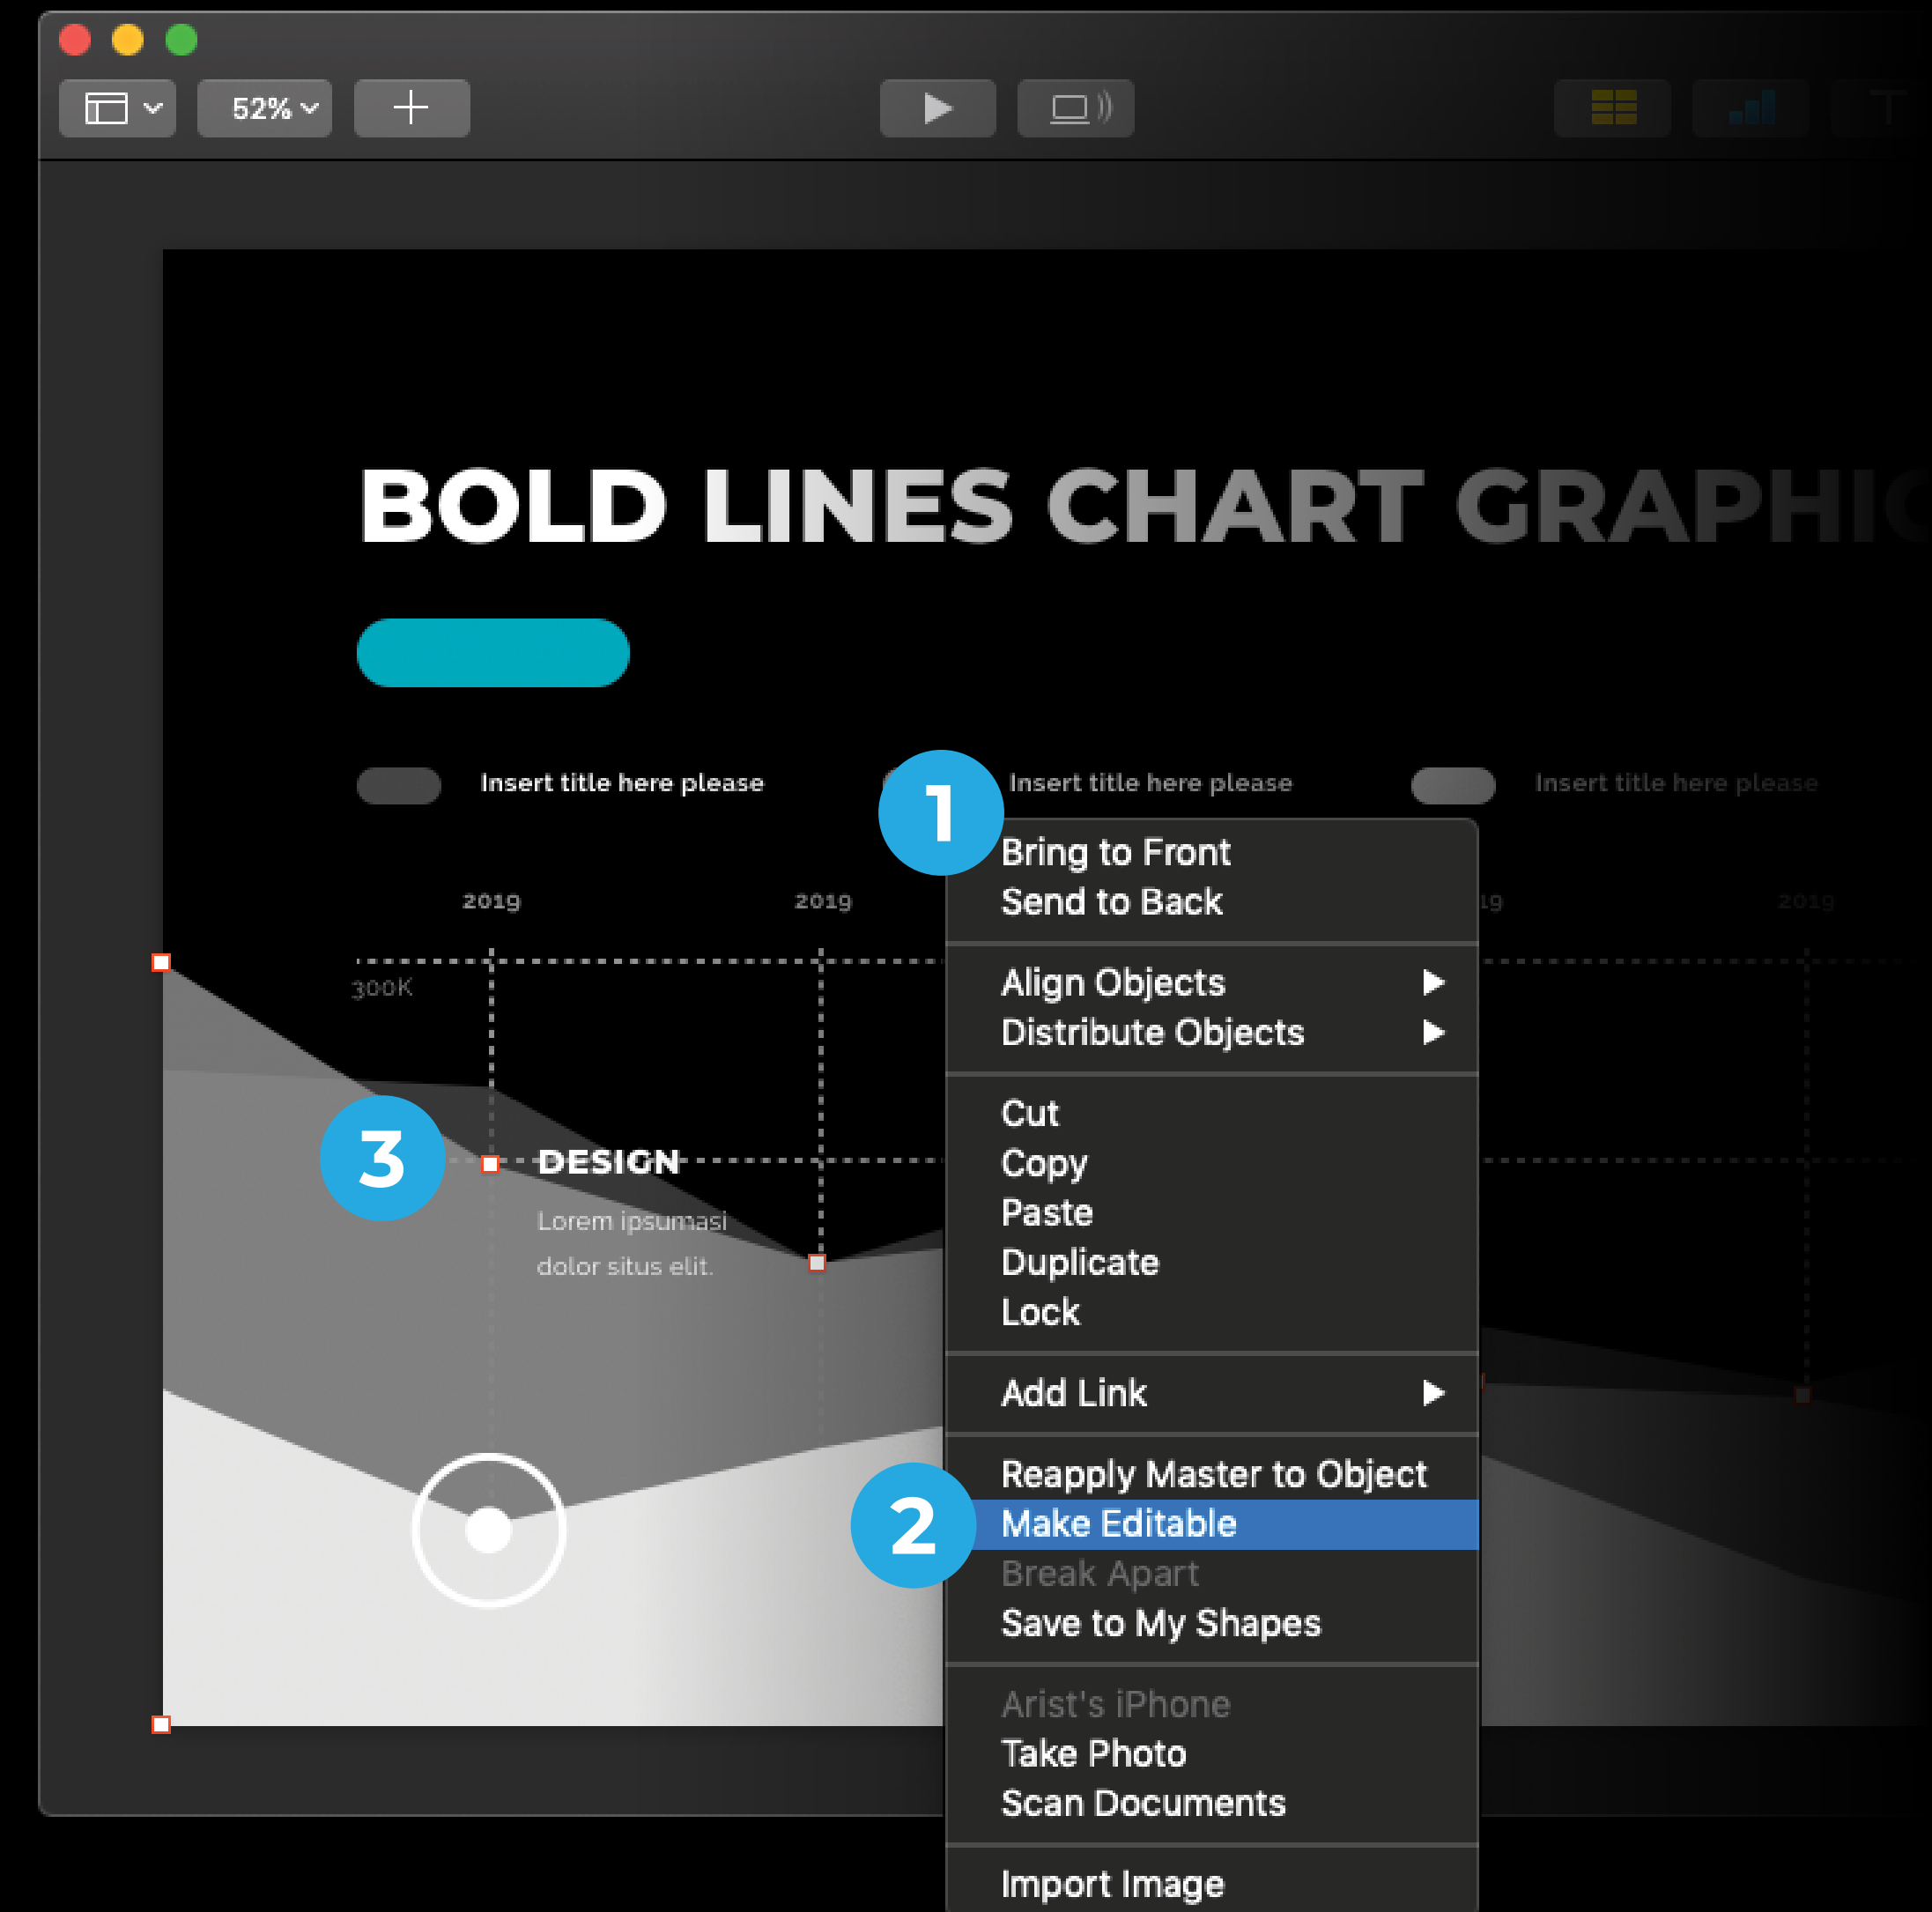 52%
BOLD LINES CHART GRAPHIC
Insert title here please
1
Insert title here please
Insert title here please
Bring to Front
2019
2019
Send to Back
19
2019
300K
Align Objects
Distribute Objects
Cut
3
DESIGN
Copy
Lorem ipsumasi
Paste
dolor situs elit.
Duplicate
Lock
Add Link
Reapply Master to Object
2
Make Editable
Break Apart
Save to My Shapes
Arist's iPhone
Take Photo
Scan Documents
Import Image